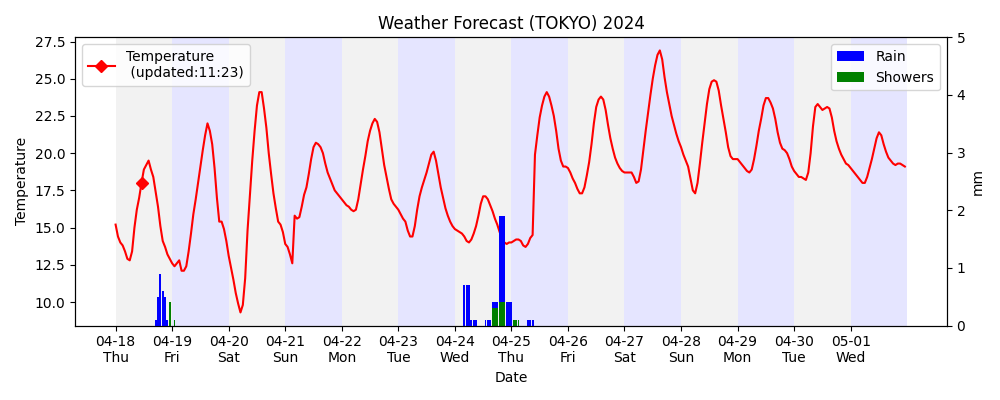 Weather Forecast (TOKYO) 2024
Temperature
(updated:11:23)
Rain
Showers
27.5
25.0
22.5
20.0
17.5
15.0
12.5
10.0
Temperature
5
4
3
2
1
0
mm
04-18 04-19 04-20 04-21 04-22 04-23 04-24 04-25 04-26 04-27 04-28 04-29 04-30 05-01
Thu Fri Sat Sun Mon Tue Wed Thu Fri Sat Sun Mon Tue Wed
Date